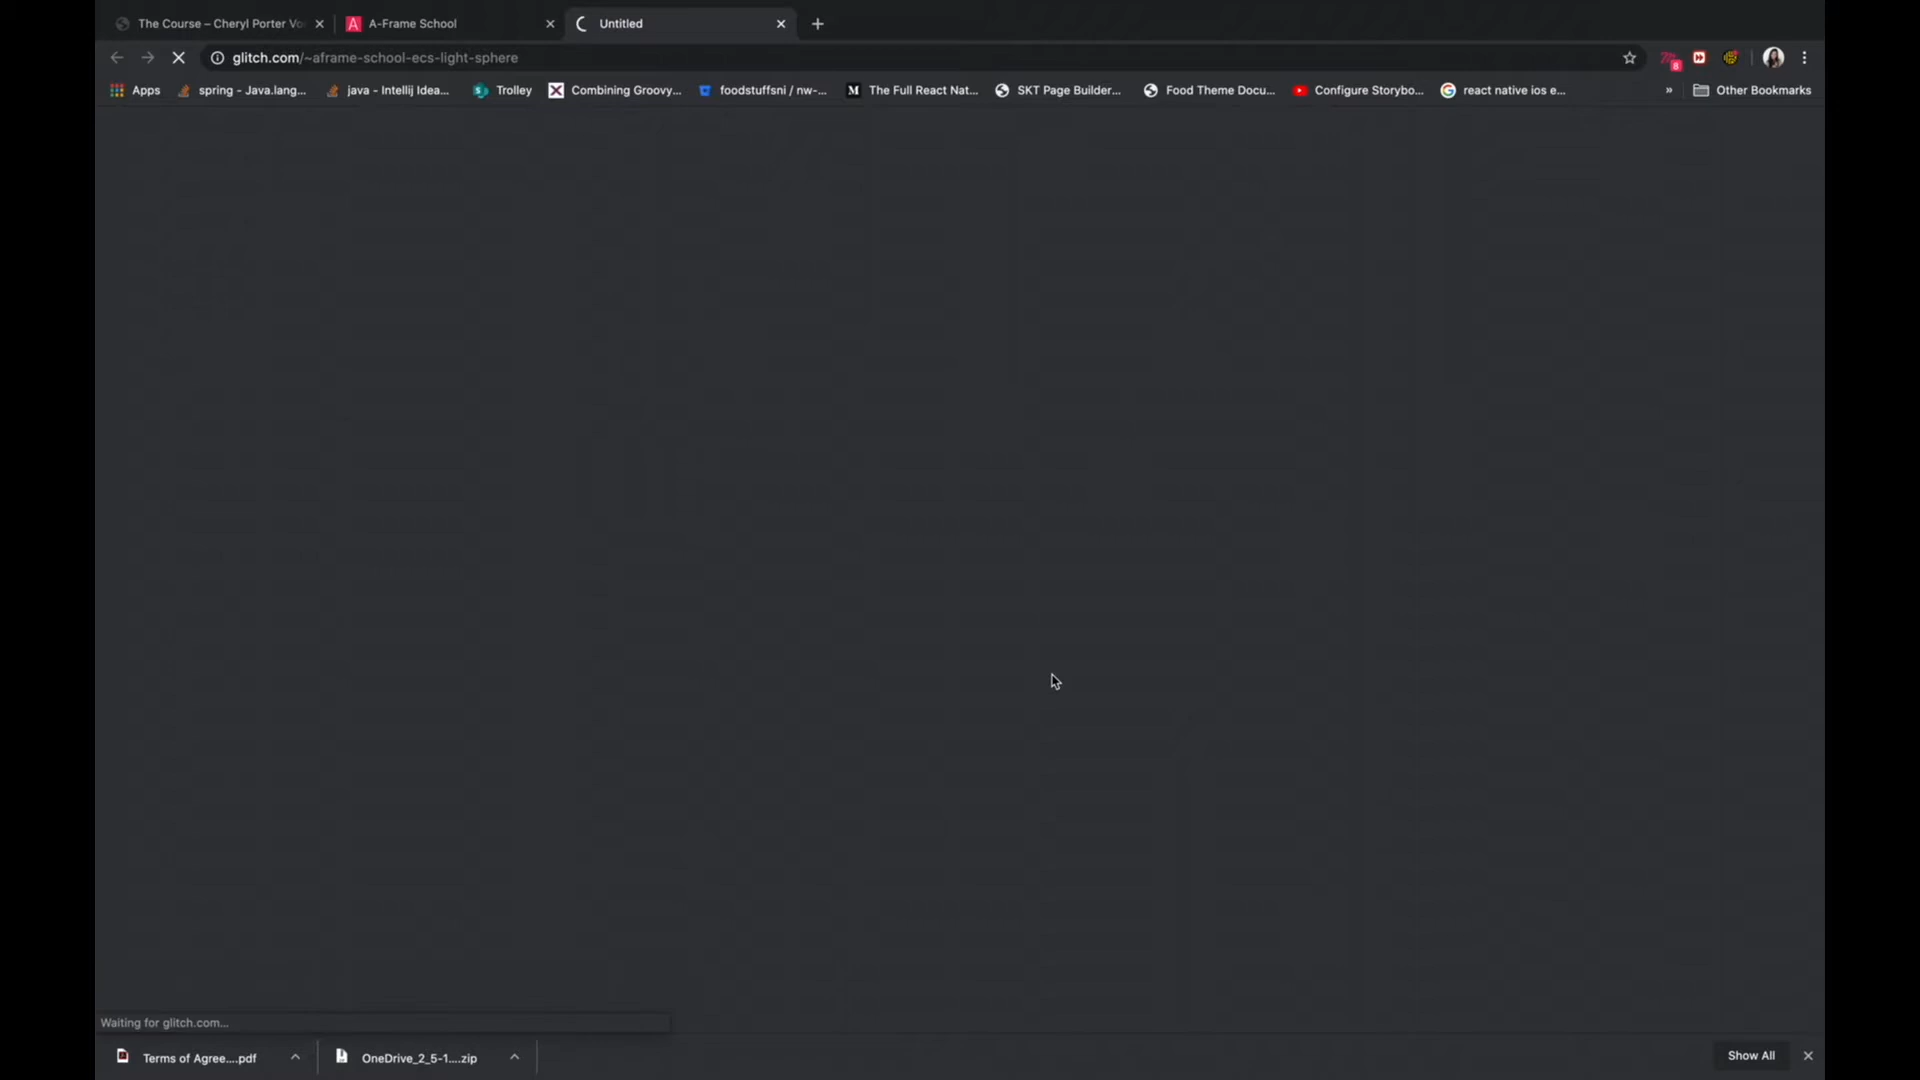 The Course – Cheryl Porter Vo
A-Frame School
Untitled
glitch.com/~aframe-school-ecs-light-sphere
8
Apps
spring - Java.lang...
java - Intellij Idea...
Trolley
Combining Groovy...
foodstuffsni / nw-...
The Full React Nat...
SKT Page Builder...
Food Theme Docu...
Configure Storybo...
react native ios e...
»
Other Bookmarks
Waiting for glitch.com...
Terms of Agree....pdf
OneDrive_2_5-1....zip
Show All